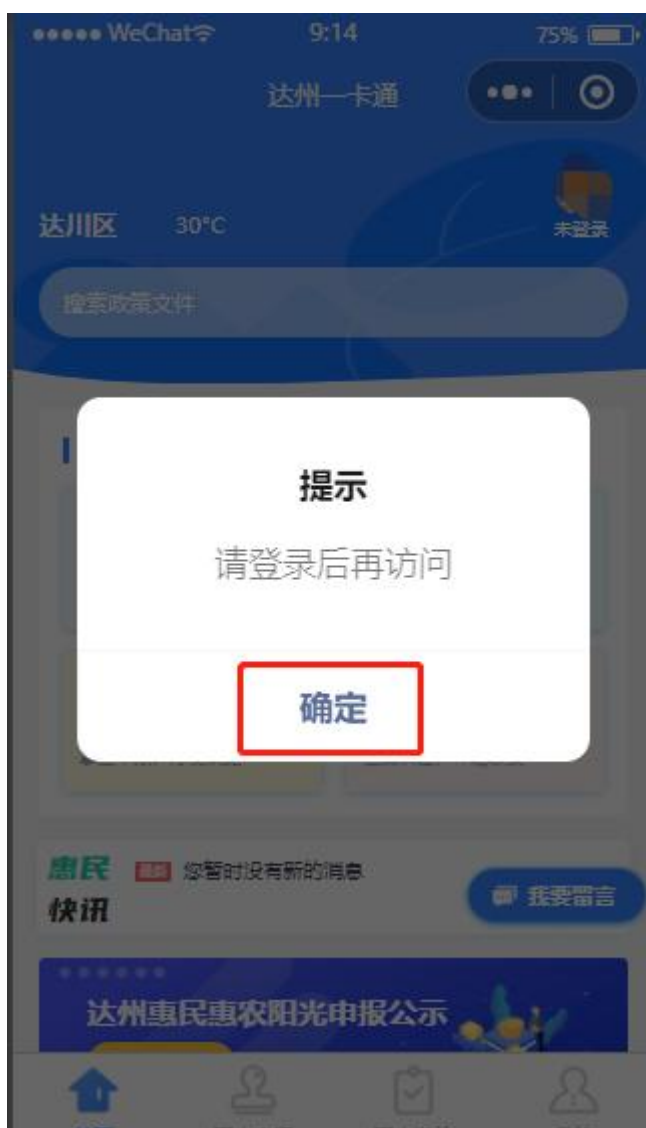 ●●●●● WeChat 9:14 75%
达州一卡通
达川区 30°C 未登录
搜索政策文件
提示
请登录后再访问
确定
惠民 最新 您暂时没有新的消息
快讯
我要留言
达州惠民惠农阳光申报公示